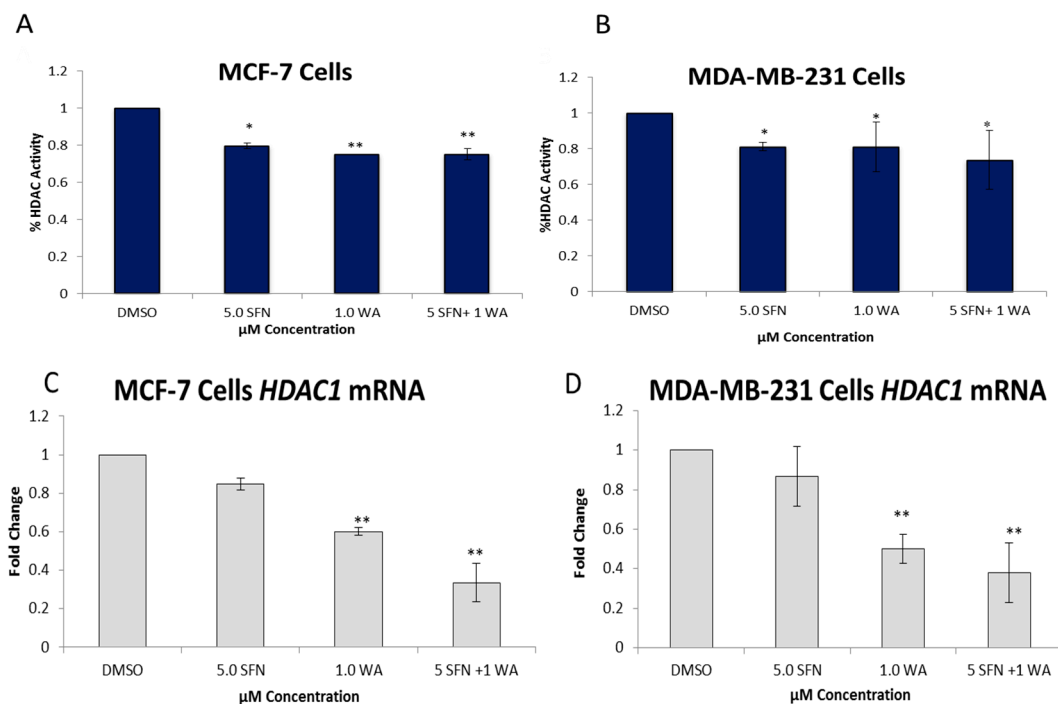 A
MCF-7 Cells
% HDAC Activity
1.2
1
0.8
0.6
0.4
0.2
0
*
**
**
DMSO
5.0 SFN
1.0 WA
5 SFN+ 1 WA
µM Concentration
B
MDA-MB-231 Cells
%HDAC Activity
1.2
1
0.8
0.6
0.4
0.2
0
*
*
*
DMSO
5.0 SFN
1.0 WA
5 SFN+ 1 WA
µM Concentration
C
MCF-7 Cells HDAC1 mRNA
Fold Change
1.2
1
0.8
0.6
0.4
0.2
0
**
**
DMSO
5.0 SFN
1.0 WA
5 SFN +1 WA
µM Concentration
D
MDA-MB-231 Cells HDAC1 mRNA
Fold Change
1.2
1
0.8
0.6
0.4
0.2
0
**
**
DMSO
5.0 SFN
1.0 WA
5 SFN +1 WA
µM Concentration